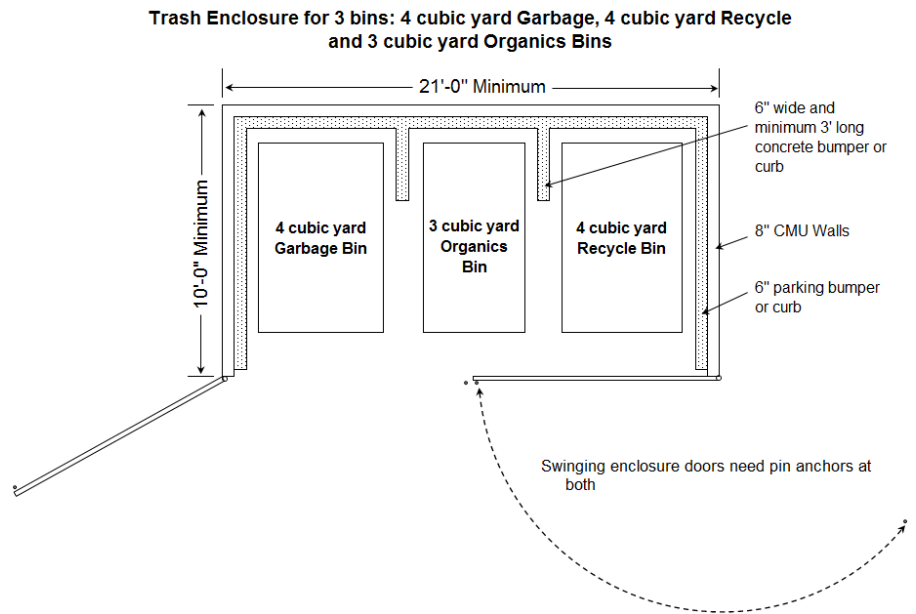 Trash Enclosure for 3 bins: 4 cubic yard Garbage, 4 cubic yard Recycle
and 3 cubic yard Organics Bins
21'-0" Minimum
10'-0" Minimum
6" wide and
minimum 3' long
concrete bumper or
curb
4 cubic yard
Garbage Bin
3 cubic yard
Organics
Bin
4 cubic yard
Recycle Bin
8" CMU Walls
6" parking bumper
or curb
Swinging enclosure doors need pin anchors at
both